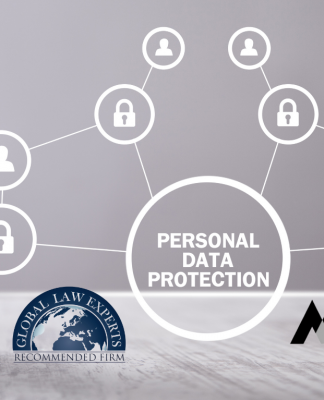 PERSONAL
DATA
PROTECTION
GLOBAL LAW EXPERTS
RECOMMENDED FIRM